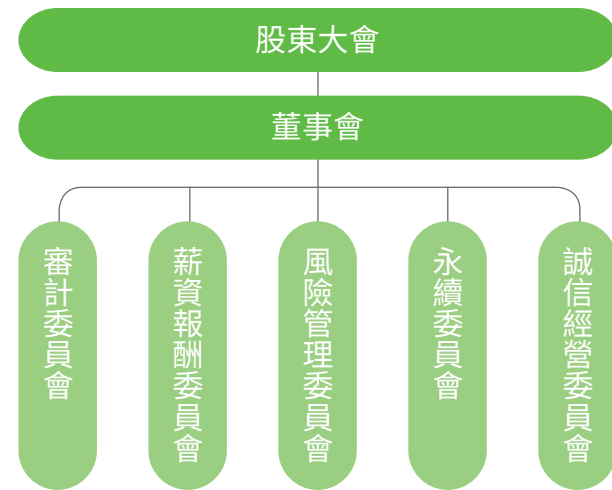 股東大會
董事會
審計委員會
薪資報酬委員會
風險管理委員會
永續委員會
誠信經營委員會